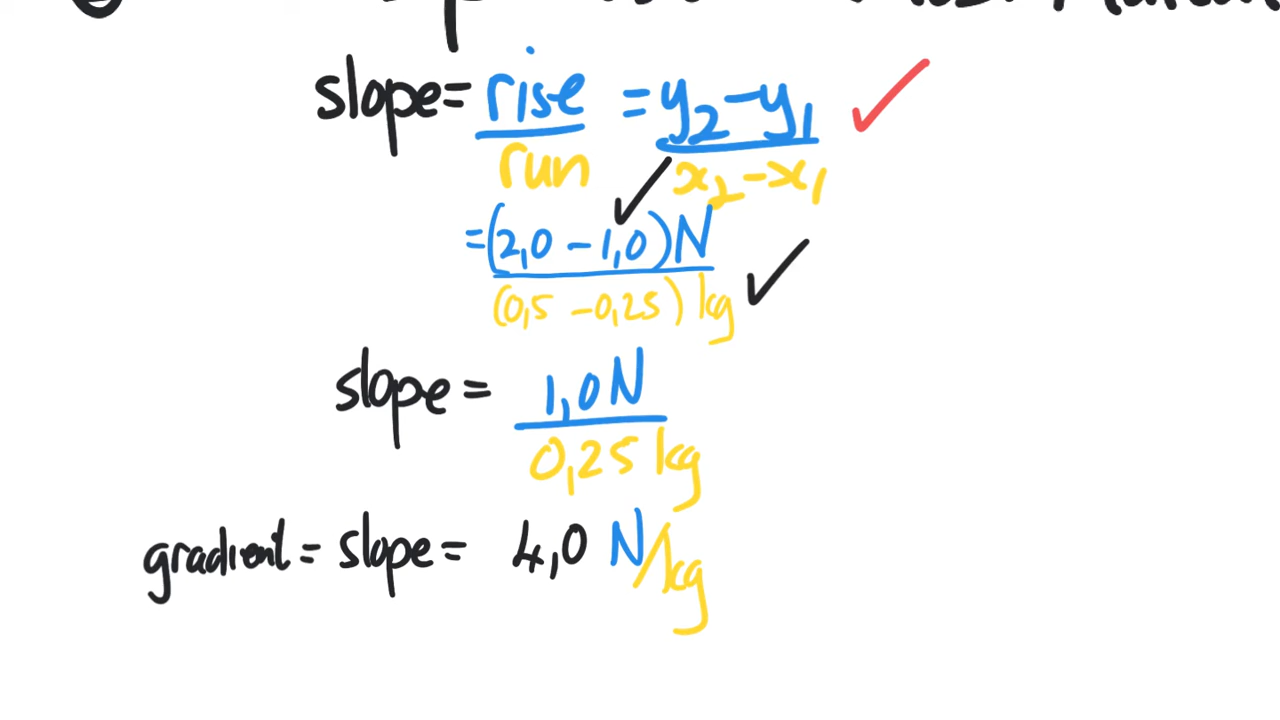 slope = rise/run = y₂-y₁/x₂-x₁
= (2,0 - 1,0) N/(0,5 - 0,25) kg
slope = 1,0 N/0,25 kg
gradient = slope = 4,0 N/kg